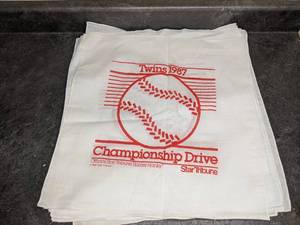 Twins 1987
Championship Drive
Star Tribune